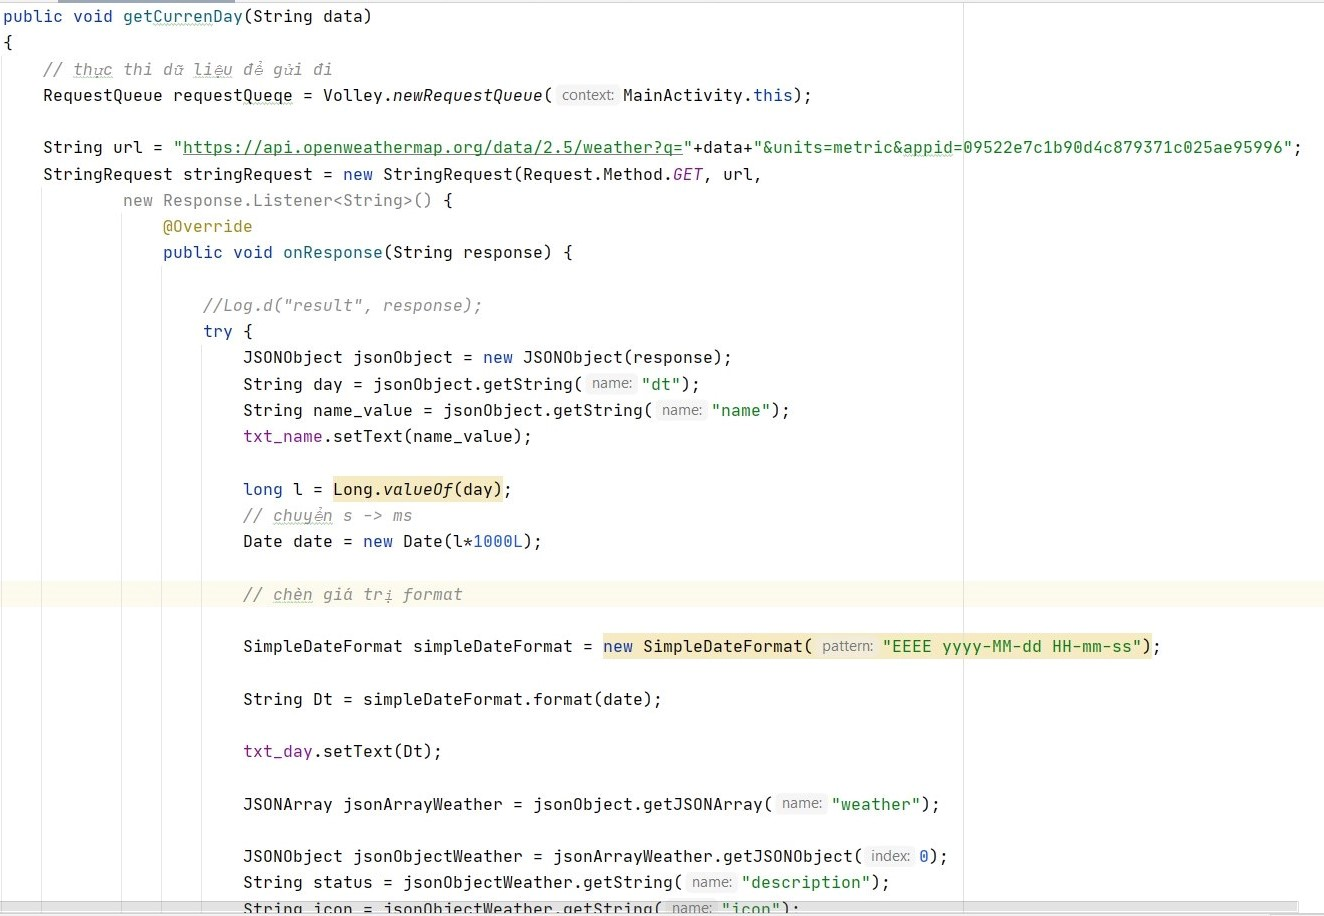 public void getCurrenDay(String data)
{
// thực thi dữ liệu để gửi đi
RequestQueue requestQueqe = Volley.newRequestQueue( context: MainActivity.this);
String url = "https://api.openweathermap.org/data/2.5/weather?q="+data+"&units=metric&appid=09522e7c1b90d4c879371c025ae95996";
StringRequest stringRequest = new StringRequest(Request.Method.GET, url,
new Response.Listener<String>() {
@Override
public void onResponse(String response) {
//Log.d("result", response);
try {
JSONObject jsonObject = new JSONObject(response);
String day = jsonObject.getString( name: "dt");
String name_value = jsonObject.getString( name: "name");
txt_name.setText(name_value);
long l = Long.valueOf(day);
// chuyển s -> ms
Date date = new Date(l*1000L);
// chèn giá trị format
SimpleDateFormat simpleDateFormat = new SimpleDateFormat( pattern: "EEEE yyyy-MM-dd HH-mm-ss");
String Dt = simpleDateFormat.format(date);
txt_day.setText(Dt);
JSONArray jsonArrayWeather = jsonObject.getJSONArray( name: "weather");
JSONObject jsonObjectWeather = jsonArrayWeather.getJSONObject( index: 0);
String status = jsonObjectWeather.getString( name: "description");
String icon = jsonObjectWeather.getString( name: "icon");